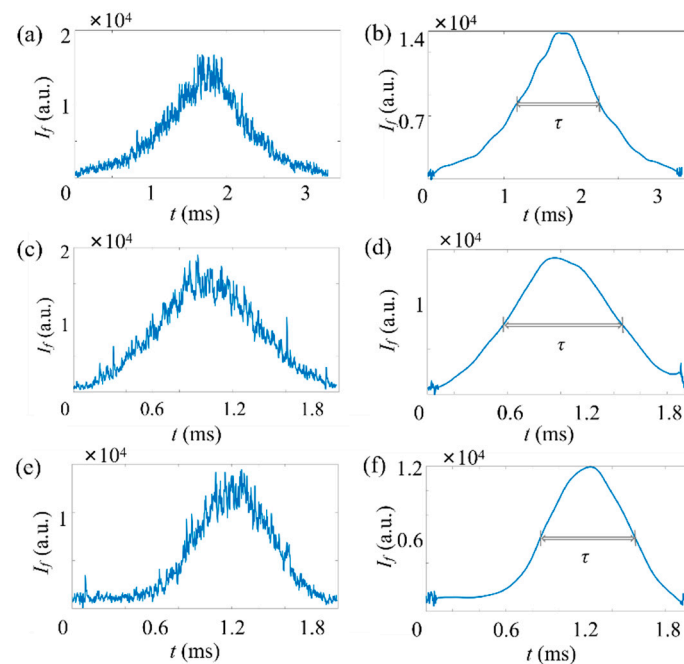 (a) ×10⁴
2
1
0
1 2 3
I_f (a.u.)
t (ms)
(b) ×10⁴
1.4
0.7
0
1 2 3
I_f (a.u.)
τ
t (ms)
(c) ×10⁴
2
1
0
0.6 1.2 1.8
I_f (a.u.)
t (ms)
(d) ×10⁴
1
0
0.6 1.2 1.8
I_f (a.u.)
τ
t (ms)
(e) ×10⁴
1
0
0.6 1.2 1.8
I_f (a.u.)
t (ms)
(f) ×10⁴
1.2
0.6
0
0.6 1.2 1.8
I_f (a.u.)
τ
t (ms)